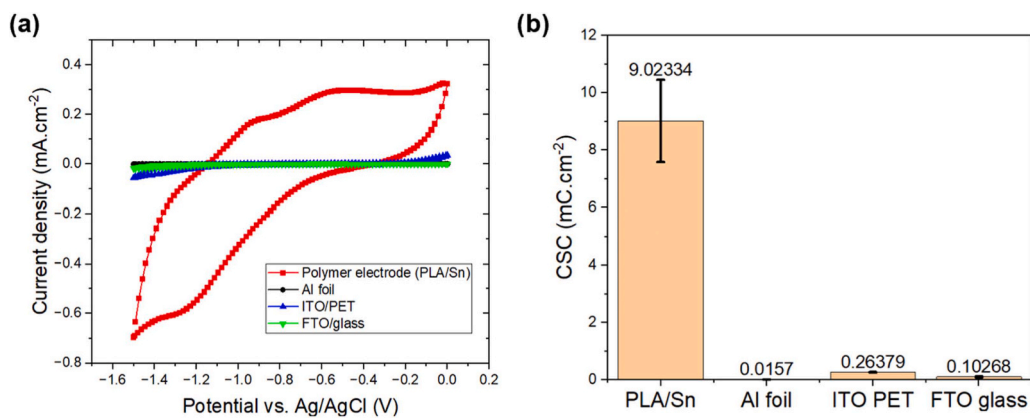 (a)
Current density (mA.cm-2)
0.4
0.2
0.0
−0.2
−0.4
−0.6
−0.8
−1.6 −1.4 −1.2 −1.0 −0.8 −0.6 −0.4 −0.2 0.0 0.2
Potential vs. Ag/AgCl (V)
Polymer electrode (PLA/Sn)
Al foil
ITO/PET
FTO/glass
(b)
CSC (mC.cm-2)
12
10
8
6
4
2
0
9.02334
0.0157
0.26379
0.10268
PLA/Sn Al foil ITO PET FTO glass